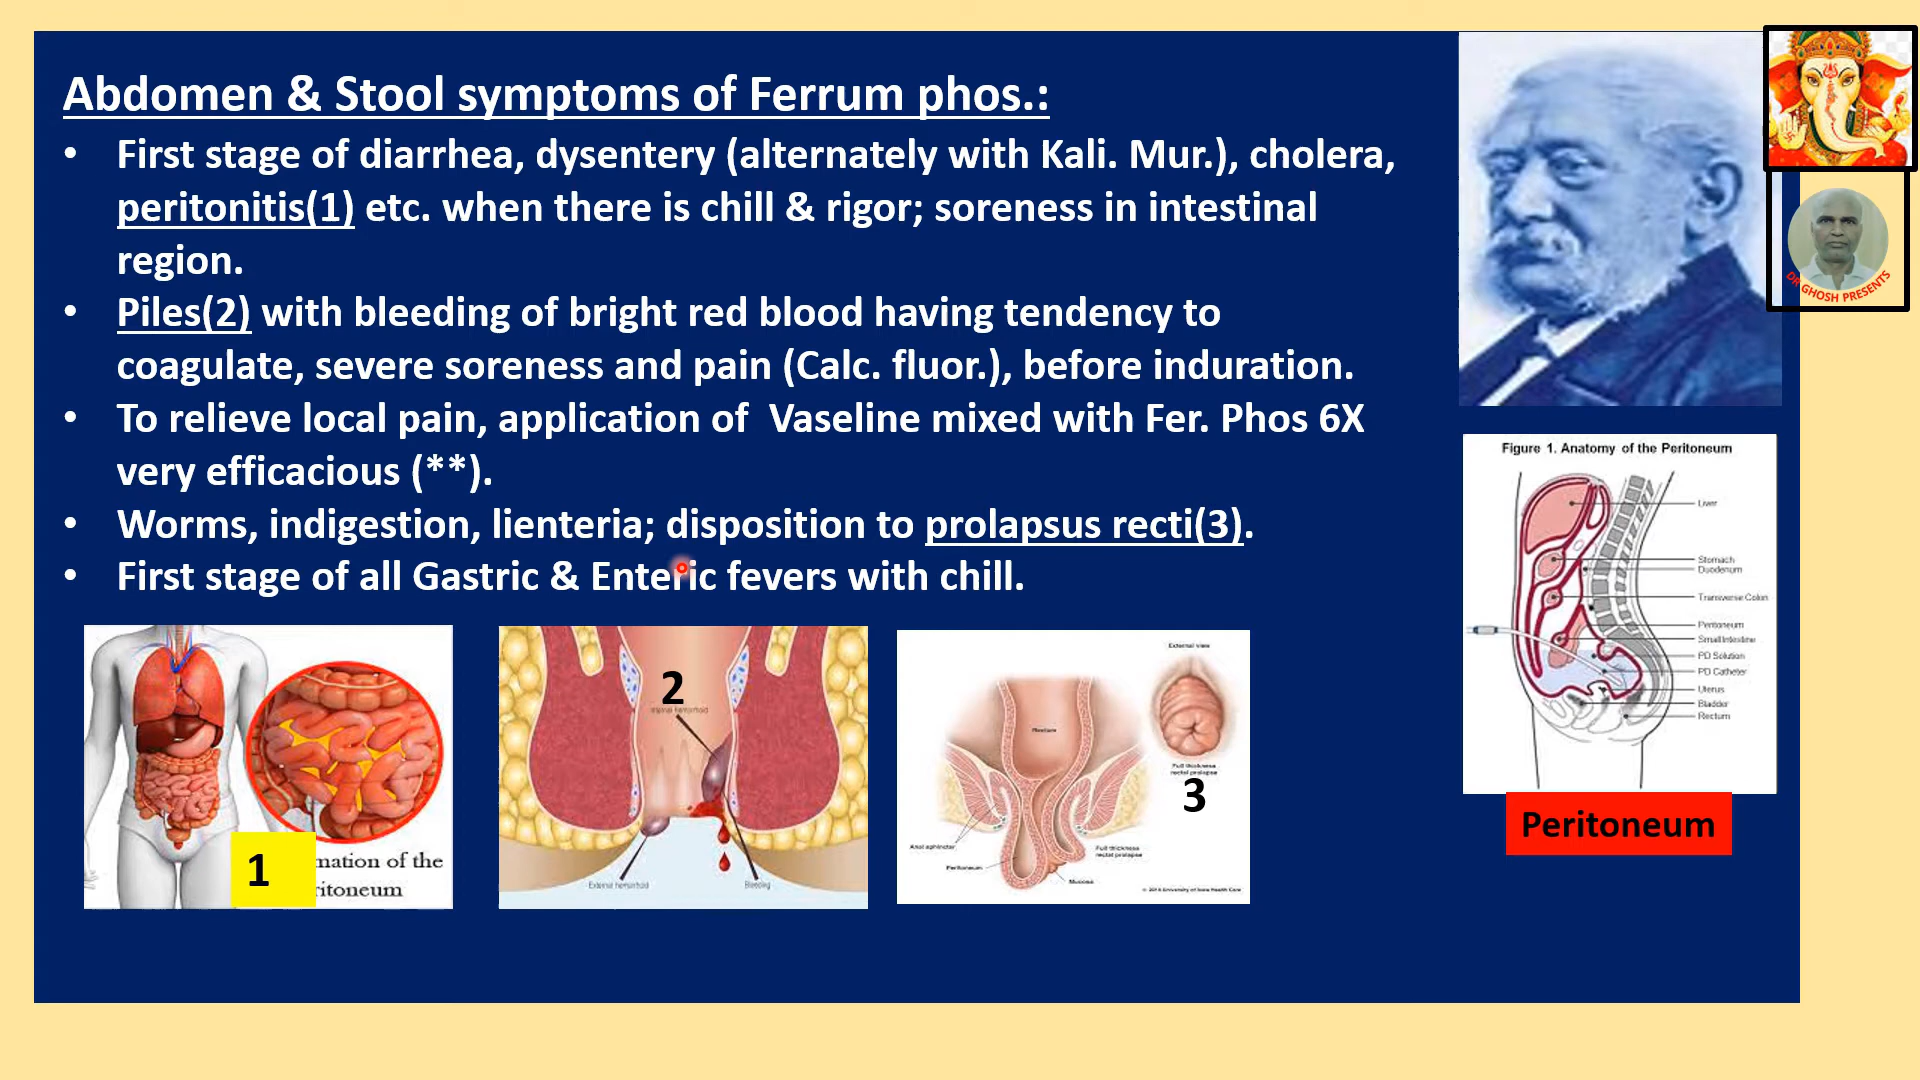 Abdomen & Stool symptoms of Ferrum phos.:
• First stage of diarrhea, dysentery (alternately with Kali. Mur.), cholera,
peritonitis(1) etc. when there is chill & rigor; soreness in intestinal
region.
• Piles(2) with bleeding of bright red blood having tendency to
coagulate, severe soreness and pain (Calc. fluor.), before induration.
• To relieve local pain, application of  Vaseline mixed with Fer. Phos 6X
very efficacious (**).
• Worms, indigestion, lienteria; disposition to prolapsus recti(3).
• First stage of all Gastric & Enteric fevers with chill.
1
mation of the
ritoneum
2
Internal hemorrhoid
External hemorrhoid
Bleeding
External view
Rectum
Full thickness
rectal prolapse
3
Anal sphincter
Full thickness
rectal prolapse
Peritoneum
Mucosa
© 2015 University of Iowa Health Care
DR GHOSH PRESENTS
Figure 1. Anatomy of the Peritoneum
Liver
Stomach
Duodenum
Transverse Colon
Peritoneum
Small Intestine
PD Solution
PD Catheter
Uterus
Bladder
Rectum
Peritoneum